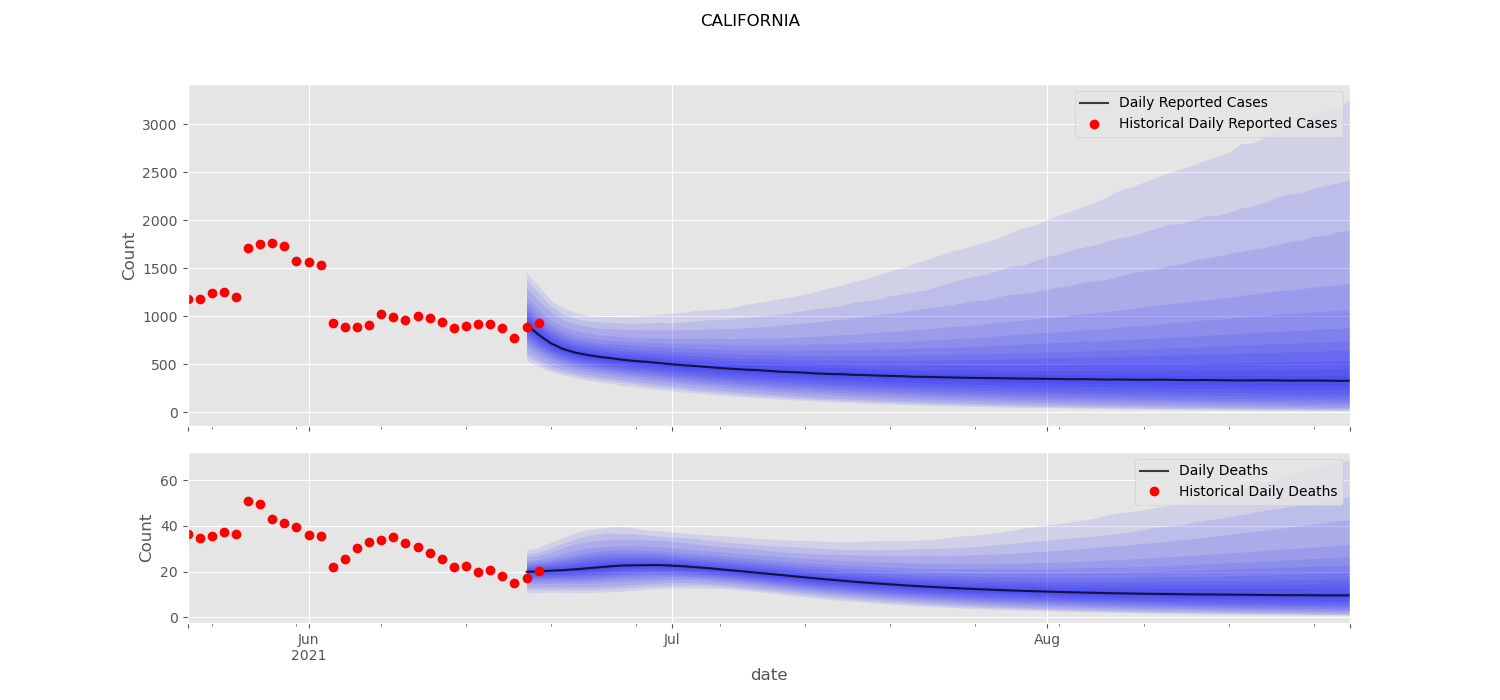 CALIFORNIA
Daily Reported Cases
Historical Daily Reported Cases
3000
2500
2000
1500
1000
500
0
Count
Daily Deaths
Historical Daily Deaths
60
40
20
0
Count
Jun
2021
Jul
Aug
date